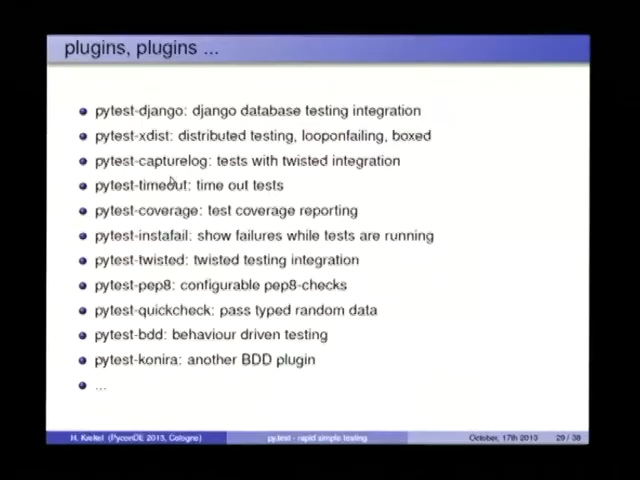 plugins, plugins ...
pytest-django: django database testing integration
pytest-xdist: distributed testing, looponfailing, boxed
pytest-capturelog: tests with twisted integration
pytest-timeout: time out tests
pytest-coverage: test coverage reporting
pytest-instafail: show failures while tests are running
pytest-twisted: twisted testing integration
pytest-pep8: configurable pep8-checks
pytest-quickcheck: pass typed random data
pytest-bdd: behaviour driven testing
pytest-konira: another BDD plugin
...
H. Krekel (PyconDE 2013, Cologne) py.test - rapid simple testing October, 17th 2013 29 / 38